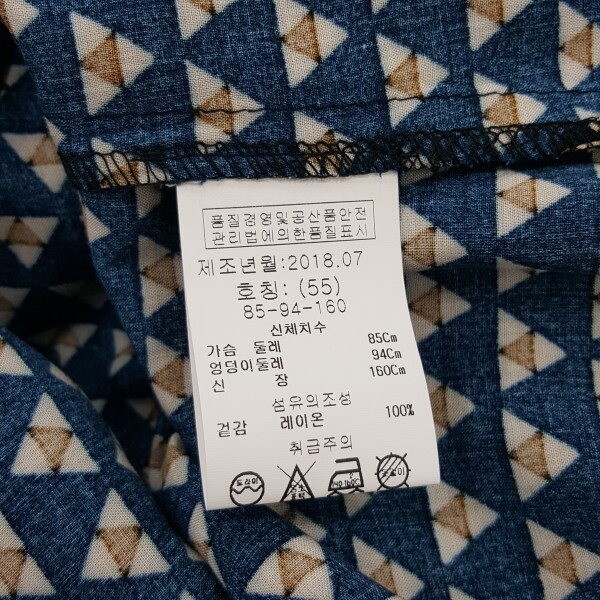 품질경영및공산품안전
관리법에의한품질표시
제조년월:2018.07
호칭: (55)
85-94-160
신체치수
가슴 둘레 85Cm
엉덩이둘레 94Cm
신 장 160Cm
섬유의조성
겉감 레이온 100%
취급주의
드라이